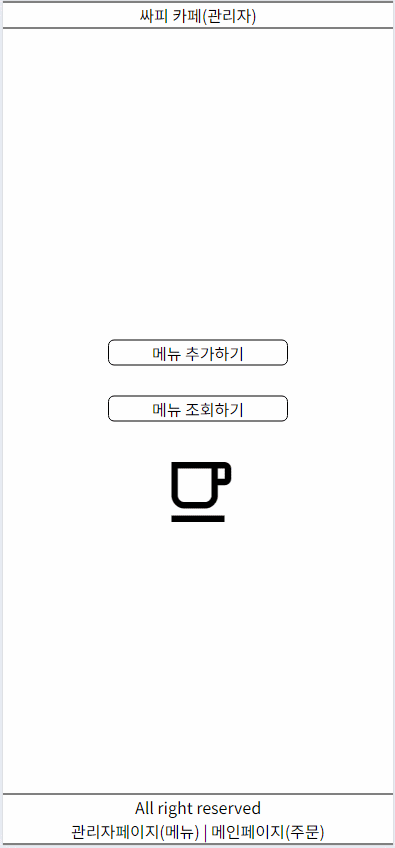 싸피 카페(관리자)
메뉴 추가하기
메뉴 조회하기
All right reserved
관리자페이지(메뉴) | 메인페이지(주문)